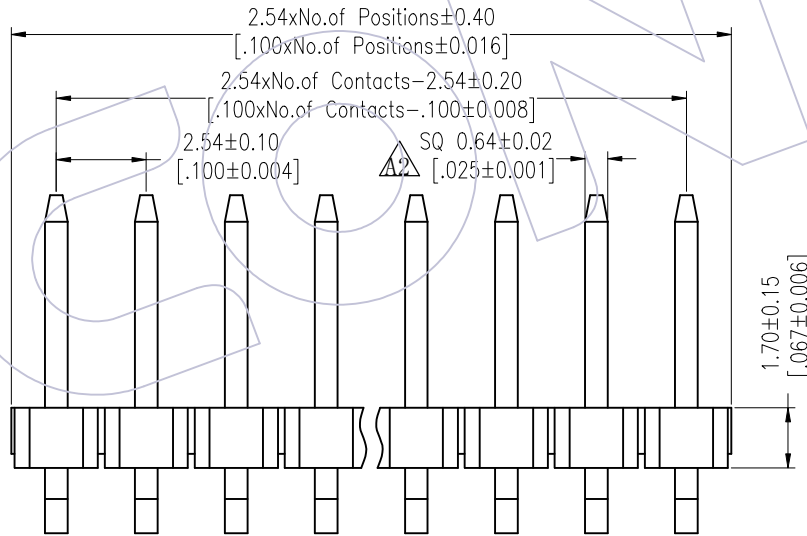 2.54xNo.of Positions±0.40
[.100xNo.of Positions±0.016]
2.54xNo.of Contacts-2.54±0.20
[.100xNo.of Contacts-.100±0.008]
2.54±0.10
[.100±0.004]
A2
SQ 0.64±0.02
[.025±0.001]
1.70±0.15
[.067±0.006]